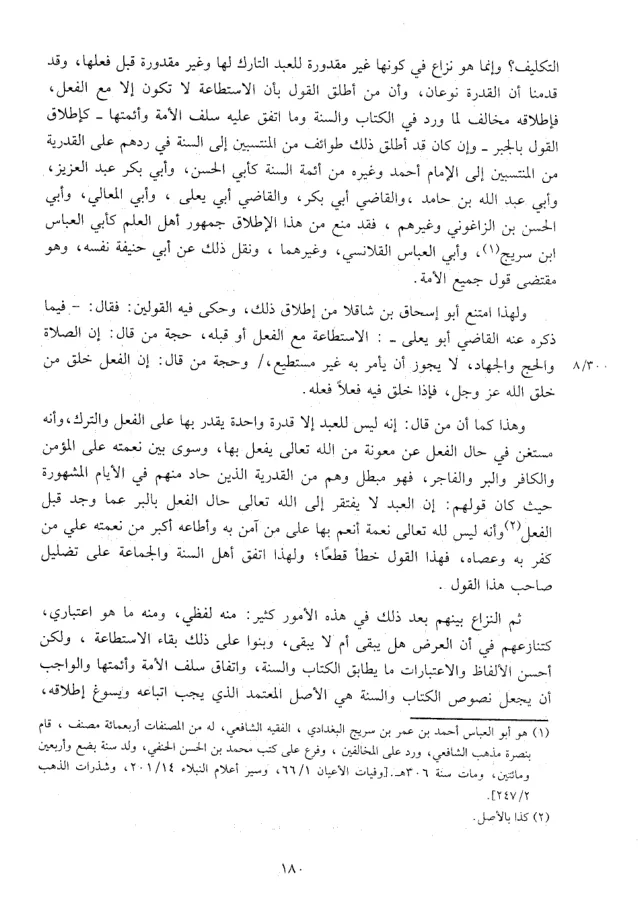 التكليف؟ وإنما هو نزاع في كونها غير مقدورة للعبد التارك لها وغير مقدورة قبل فعلها، وقد
قدمنا أن القدرة نوعان، وأن من أطلق القول بأن الاستطاعة لا تكون إلا مع الفعل،
فإطلاقه مخالف لما ورد في الكتاب والسنة وما اتفق عليه سلف الأمة وأئمتها ـ كإطلاق
القول بالجبر ـ وإن كان قد أطلق ذلك طوائف من المنتسبين إلى السنة في ردهم على القدرية
من المنتسبين إلى الإمام أحمد وغيره من أئمة السنة كأبي الحسن، وأبي بكر عبد العزيز،
وأبي عبد الله بن حامد ،والقاضي أبي بكر، والقاضي أبي يعلى ، وأبي المعالي، وأبي
الحسن بن الزاغوني وغيرهم ، فقد منع من هذا الإطلاق جمهور أهل العلم كأبي العباس
ابن سريج(١)، وأبي العباس القلانسي، وغيرهما ، ونقل ذلك عن أبي حنيفة نفسه، وهو
مقتضى قول جميع الأمة.
ولهذا امتنع أبو إسحاق بن شاقلا من إطلاق ذلك، وحكى فيه القولين: فقال: – فيما
ذكره عنه القاضي أبو يعلى ـ : الاستطاعة مع الفعل أو قبله، حجة من قال: إن الصلاة
والحج والجهاد، لا يجوز أن يأمر به غير مستطيع،/ وحجة من قال: إن الفعل خلق من
٨/٣٠٠
خلق الله عز وجل، فإذا خلق فيه فعلاً فعله.
وهذا كما أن من قال: إنه ليس للعبد إلا قدرة واحدة يقدر بها على الفعل والترك،وأنه
مستغن في حال الفعل عن معونة من الله تعالى يفعل بها، وسوى بين نعمته على المؤمن
والكافر والبر والفاجر، فهو مبطل وهم من القدرية الذين حاد منهم في الأيام المشهورة
حيث كان قولهم: إن العبد لا يفتقر إلى الله تعالى حال الفعل بالبر عما وجد قبل
الفعل(٢)وأنه ليس لله تعالى نعمة أنعم بها على من آمن به وأطاعه أكبر من نعمته علي من
كفر به وعصاه، فهذا القول خطأ قطعًا؛ ولهذا اتفق أهل السنة والجماعة على تضليل
صاحب هذا القول .
ثم النزاع بينهم بعد ذلك في هذه الأمور كثير: منه لفظي، ومنه ما هو اعتباري،
كتنازعهم في أن العرض هل يبقى أم لا يبقى، وبنوا على ذلك بقاء الاستطاعة ، ولكن
أحسن الألفاظ والاعتبارات ما يطابق الكتاب والسنة، واتفاق سلف الأمة وأئمتها والواجب
أن يجعل نصوص الكتاب والسنة هي الأصل المعتمد الذي يجب اتباعه ويسوغ إطلاقه،
(١) هو أبو العباس أحمد بن عمر بن سريج البغدادي ، الفقيه الشافعي، له من المصنفات أربعمائة مصنف ، قام
بنصرة مذهب الشافعي، ورد على المخالفين ، وفرع على كتب محمد بن الحسن الحنفي، ولد سنة بضع وأربعين
ومائتين، ومات سنة ٣٠٦هـ.[وفيات الأعيان ٦٦/١، وسير أعلام النبلاء ٢٠١/١٤، وشذرات الذهب
٢٤٧/٢].
(٢) كذا بالأصل.
١٨٠